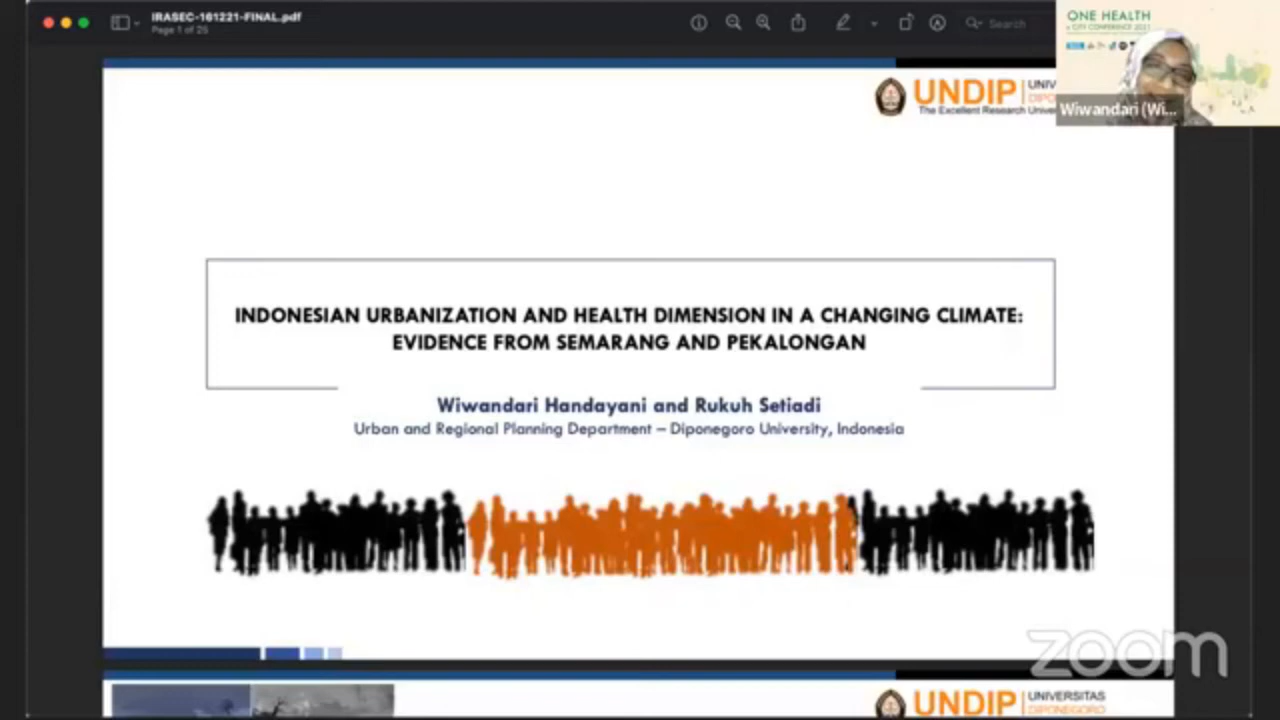 IRASEC-161221-FINAL.pdf
Page 1 of 25
Search
ONE HEALTH
Wiwandari (Wi...
UNDIP
The Excellent Research
INDONESIAN URBANIZATION AND HEALTH DIMENSION IN A CHANGING CLIMATE:
EVIDENCE FROM SEMARANG AND PEKALONGAN
Wiwandari Handayani and Rukuh Setiadi
Urban and Regional Planning Department – Diponegoro University, Indonesia
zoom
UNDIP UNIVERSITAS
DIPONEGORO